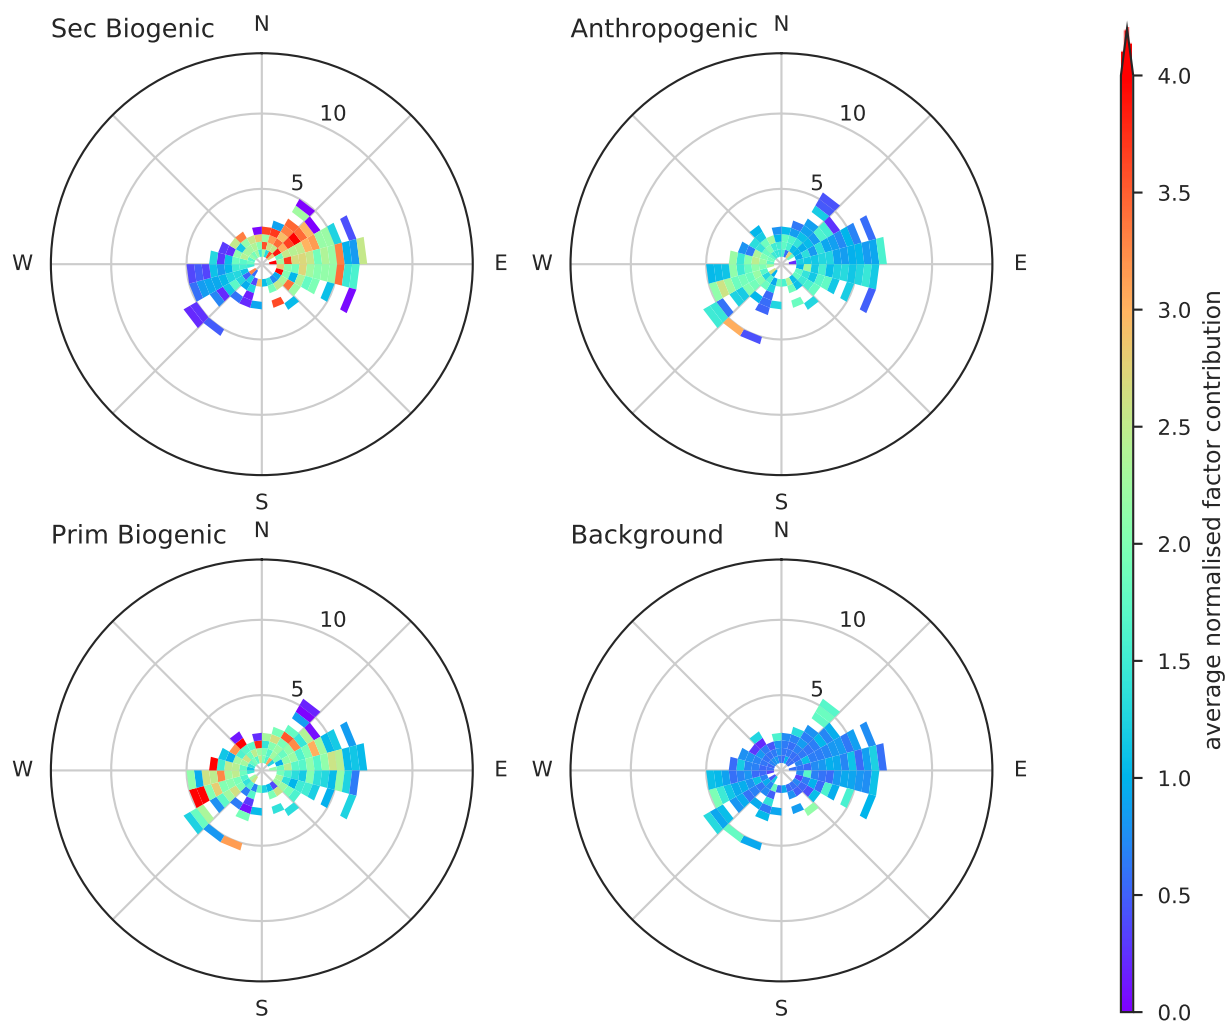 Sec Biogenic
N
10
5
W
E
S
Anthropogenic
N
10
5
W
E
S
Prim Biogenic
N
10
5
W
E
S
Background
N
10
5
W
E
S
4.0
3.5
3.0
2.5
2.0
1.5
1.0
0.5
0.0
average normalised factor contribution